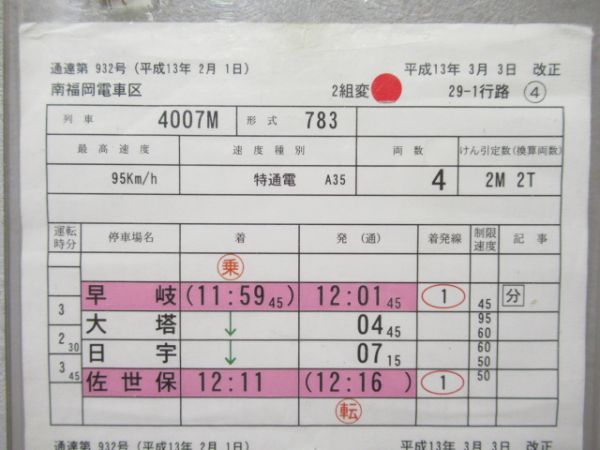 通達第 932号 (平成13年 2月 1日) 平成13年 3月 3日 改正
南福岡電車区 2組変 29-1行路 ④
列車 4007M 形式 783
最高速度 速度種別 両数 けん引定数(換算両数)
95Km/h 特通電 A35 4 2M 2T
運転時分 停車場名 着 発 (通) 着発線 制限速度 記事
乗
早岐 (11:59 45) 12:01 45 1 45 分
3 95
大塔 ↓ 04 45 60
2 30 60
日宇 ↓ 07 15 50
3 45 50
佐世保 12:11 (12:16 ) 1
転
通達第 932号 (平成13年 2月 1日) 平成13年 3月 3日 改正